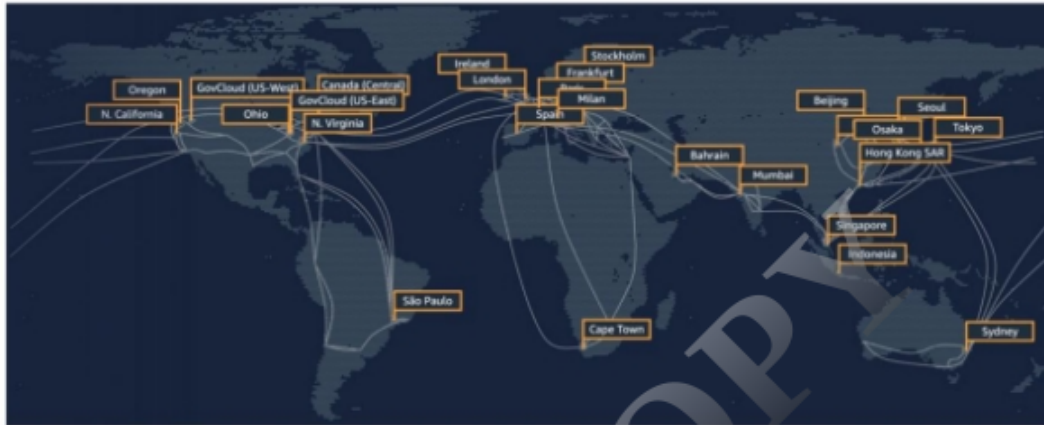 Stockholm
Ireland
Frankfurt
London
Milan
Spain
Oregon
GovCloud (US-West)
Canada (Central)
GovCloud (US-East)
N. California
Ohio
N. Virginia
Beijing
Seoul
Osaka
Tokyo
Hong Kong SAR
Bahrain
Mumbai
Singapore
Indonesia
São Paulo
Cape Town
Sydney
OPY